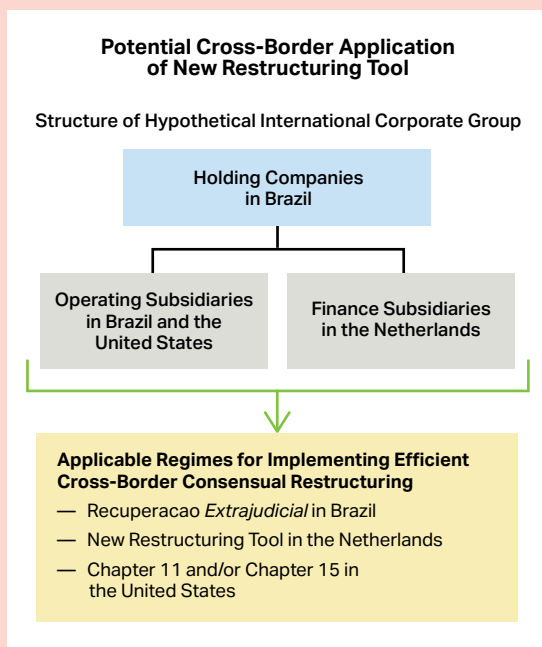 Potential Cross-Border Application
of New Restructuring Tool
Structure of Hypothetical International Corporate Group
Holding Companies
in Brazil
Operating Subsidiaries
in Brazil and the
United States
Finance Subsidiaries
in the Netherlands
Applicable Regimes for Implementing Efficient
Cross-Border Consensual Restructuring
— Recuperacao Extrajudicial in Brazil
— New Restructuring Tool in the Netherlands
— Chapter 11 and/or Chapter 15 in
the United States